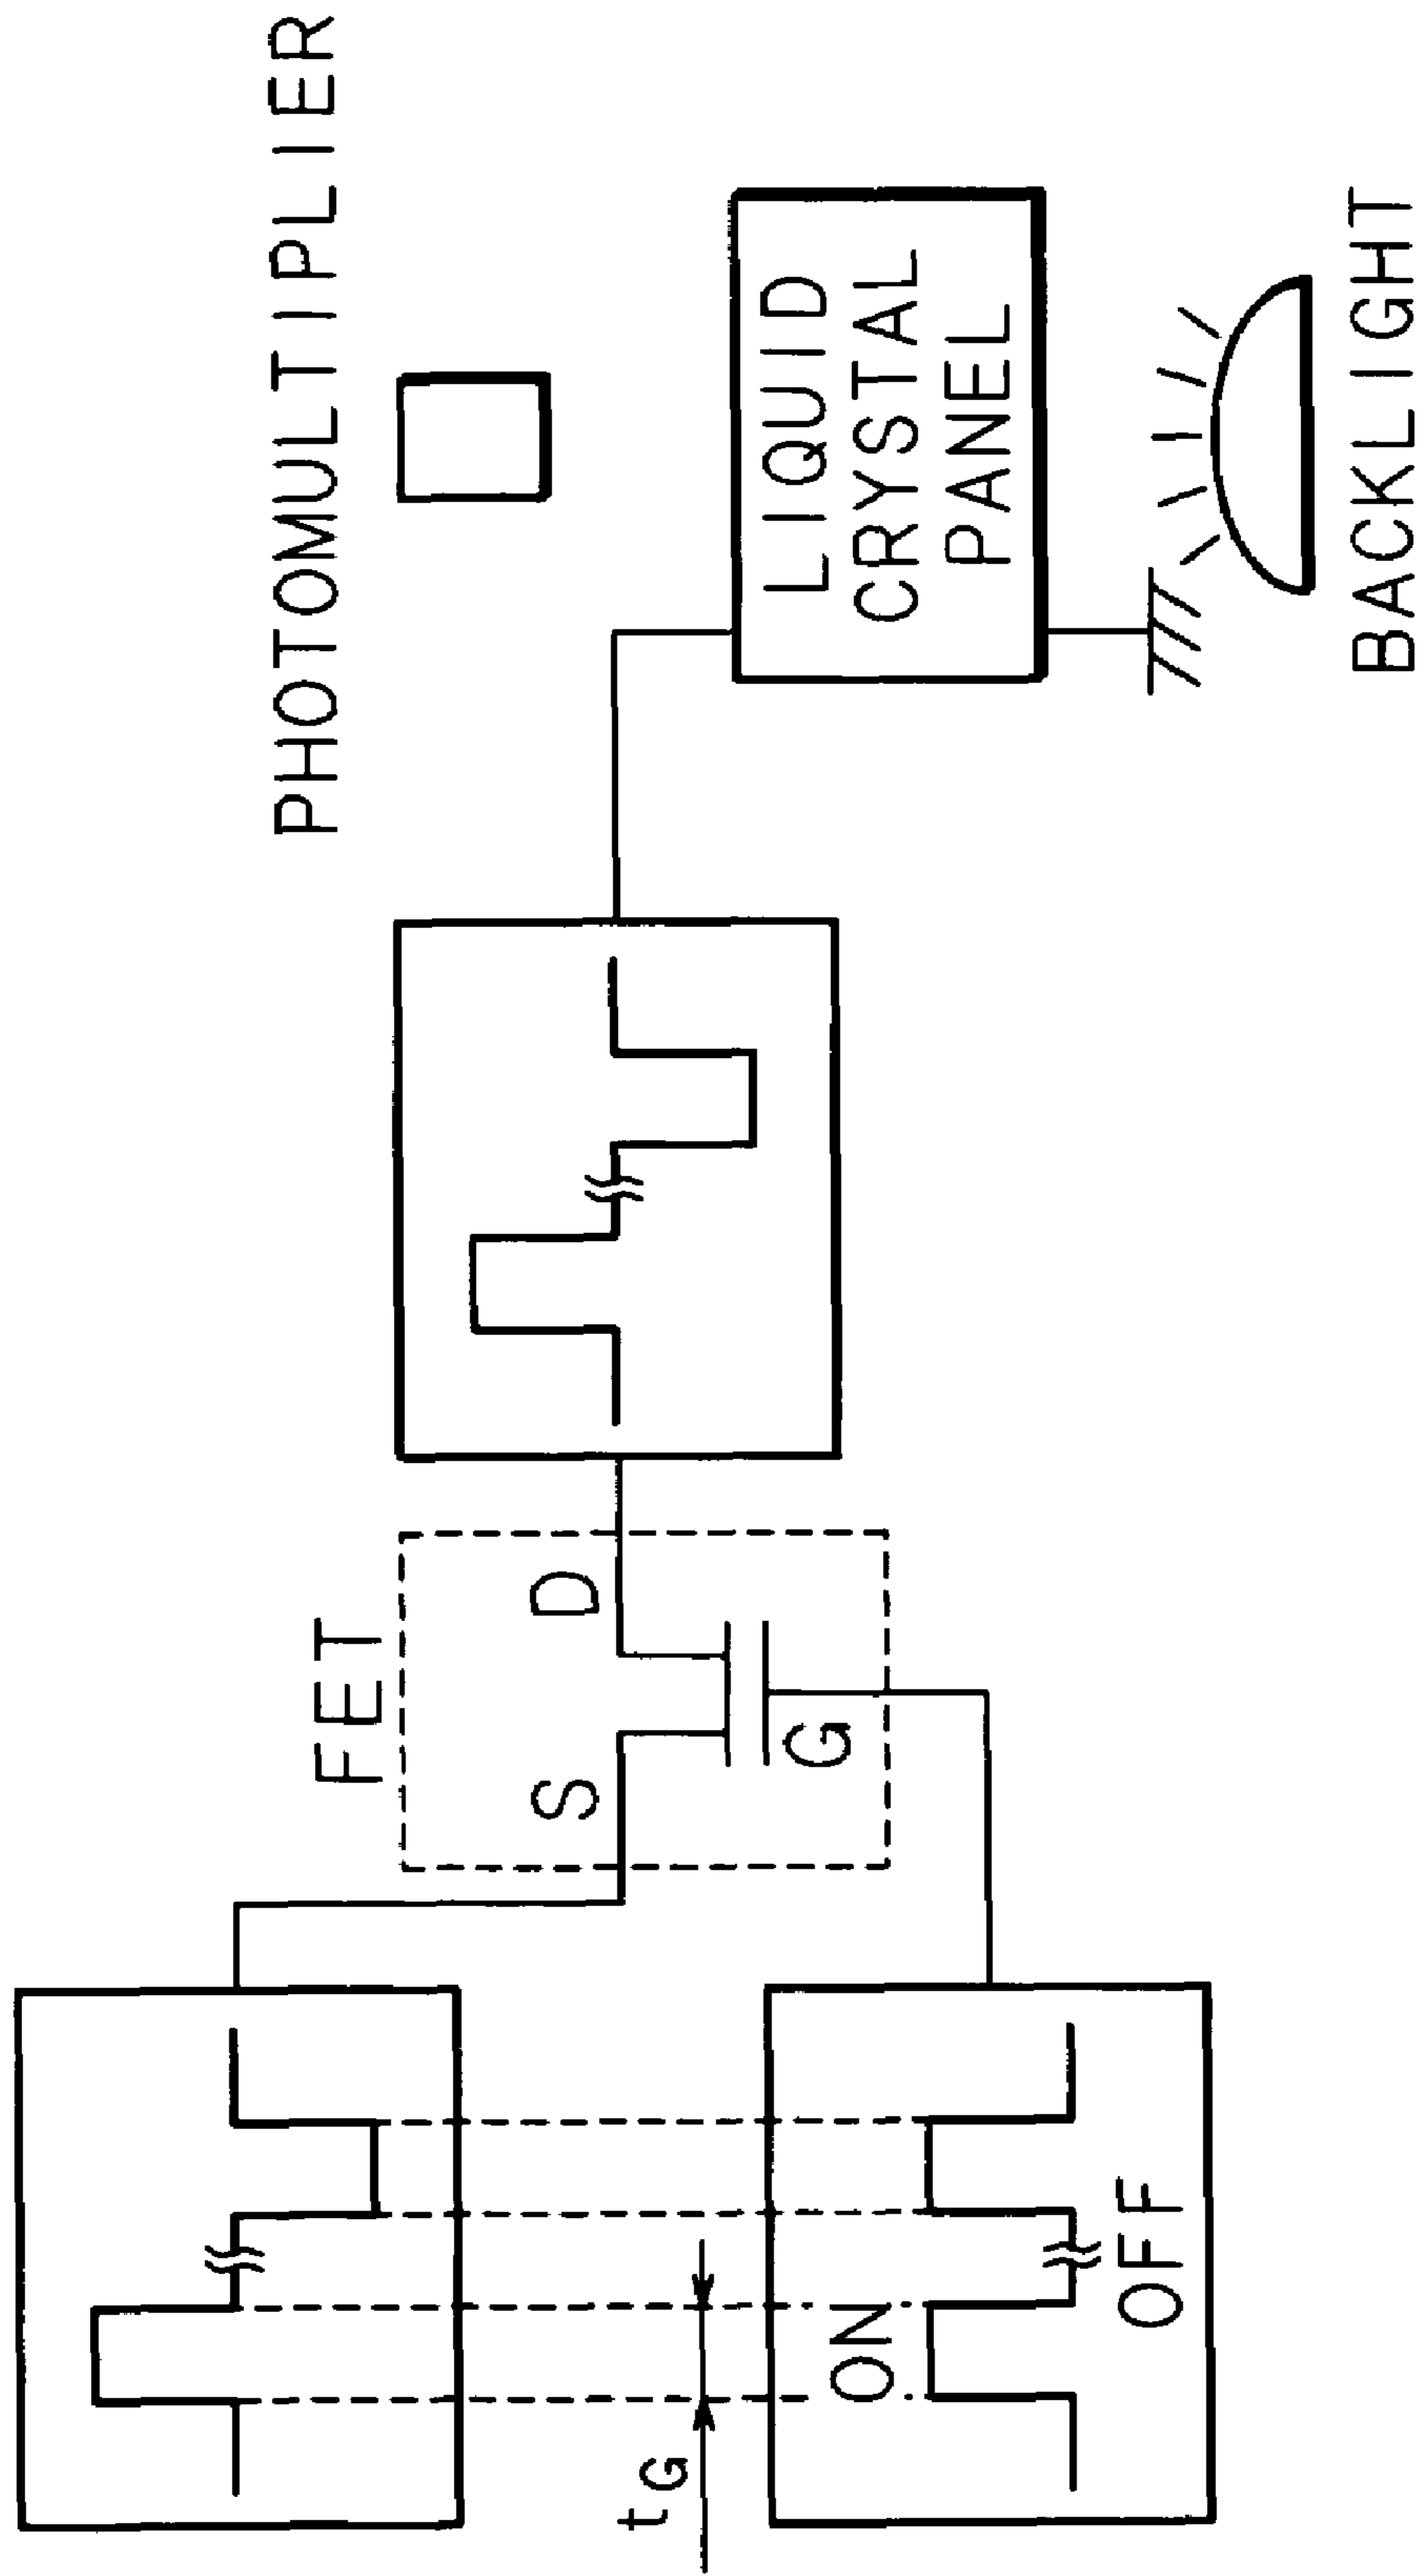 PHOTOMULTIPLIER
FET
S
D
G
LIQUID
CRYSTAL
PANEL
tG
ON
OFF
BACKLIGHT